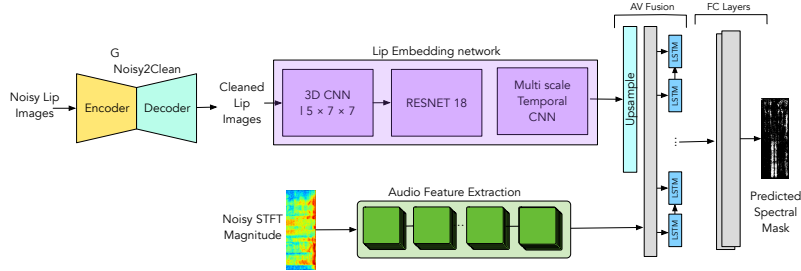 AV Fusion
FC Layers
G
Noisy2Clean
Lip Embedding network
Noisy Lip
Images
Encoder
Decoder
Cleaned
Lip
Images
3D CNN
l 5 × 7 × 7
RESNET 18
Multi scale
Temporal
CNN
Upsample
LSTM
LSTM
...
LSTM
LSTM
Audio Feature Extraction
...
Noisy STFT
Magnitude
Predicted
Spectral
Mask